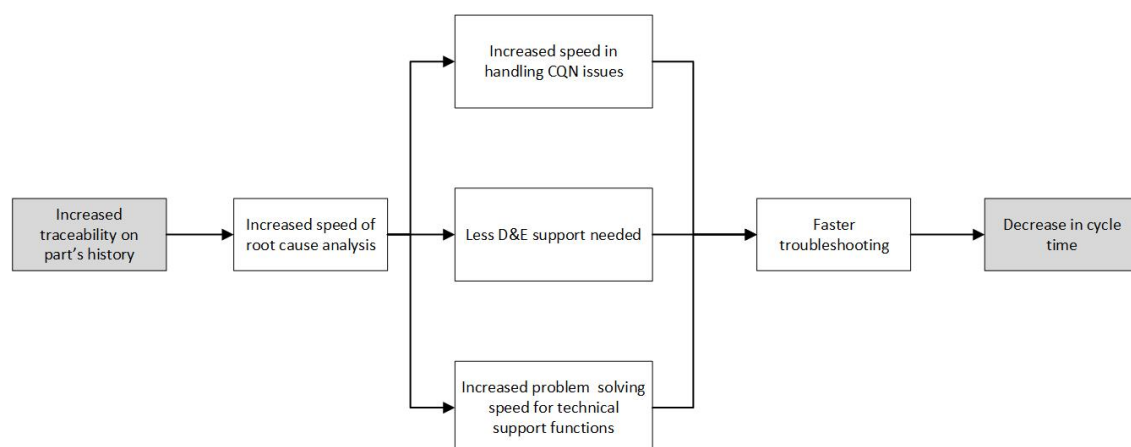 Increased
traceability on
part's history
Increased speed of
root cause analysis
Increased speed in
handling CQN issues
Less D&E support needed
Increased problem solving
speed for technical
support functions
Faster
troubleshooting
Decrease in cycle
time